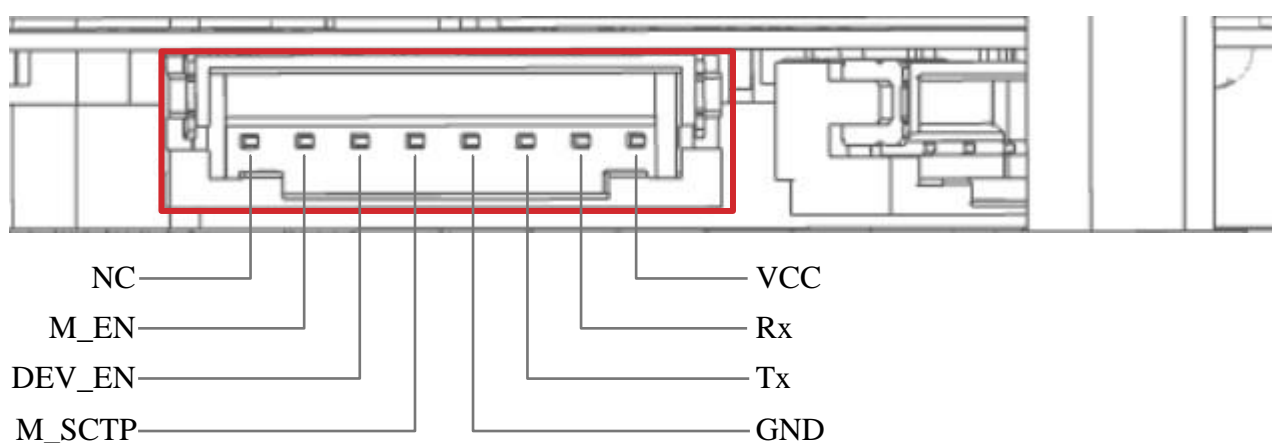 NC
VCC
M_EN
Rx
DEV_EN
Tx
M_SCTP
GND